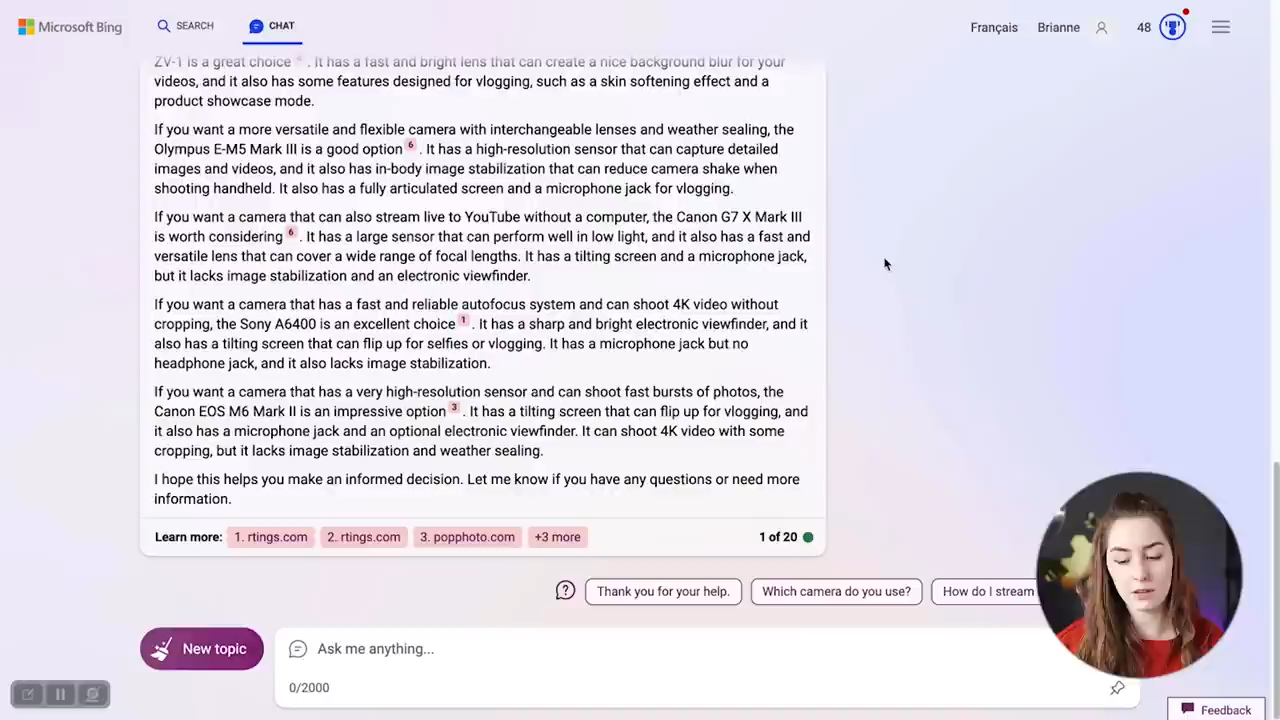 Microsoft Bing
SEARCH
CHAT
Français
Brianne
48
ZV-1 is a great choice . It has a fast and bright lens that can create a nice background blur for your
videos, and it also has some features designed for vlogging, such as a skin softening effect and a
product showcase mode.
If you want a more versatile and flexible camera with interchangeable lenses and weather sealing, the
Olympus E-M5 Mark III is a good option 6 . It has a high-resolution sensor that can capture detailed
images and videos, and it also has in-body image stabilization that can reduce camera shake when
shooting handheld. It also has a fully articulated screen and a microphone jack for vlogging.
If you want a camera that can also stream live to YouTube without a computer, the Canon G7 X Mark III
is worth considering 6 . It has a large sensor that can perform well in low light, and it also has a fast and
versatile lens that can cover a wide range of focal lengths. It has a tilting screen and a microphone jack,
but it lacks image stabilization and an electronic viewfinder.
If you want a camera that has a fast and reliable autofocus system and can shoot 4K video without
cropping, the Sony A6400 is an excellent choice 1 . It has a sharp and bright electronic viewfinder, and it
also has a tilting screen that can flip up for selfies or vlogging. It has a microphone jack but no
headphone jack, and it also lacks image stabilization.
If you want a camera that has a very high-resolution sensor and can shoot fast bursts of photos, the
Canon EOS M6 Mark II is an impressive option 3 . It has a tilting screen that can flip up for vlogging, and
it also has a microphone jack and an optional electronic viewfinder. It can shoot 4K video with some
cropping, but it lacks image stabilization and weather sealing.
I hope this helps you make an informed decision. Let me know if you have any questions or need more
information.
Learn more: 1. rtings.com 2. rtings.com 3. popphoto.com +3 more 1 of 20
Thank you for your help. Which camera do you use? How do I stream
New topic
Ask me anything...
0/2000
Feedback